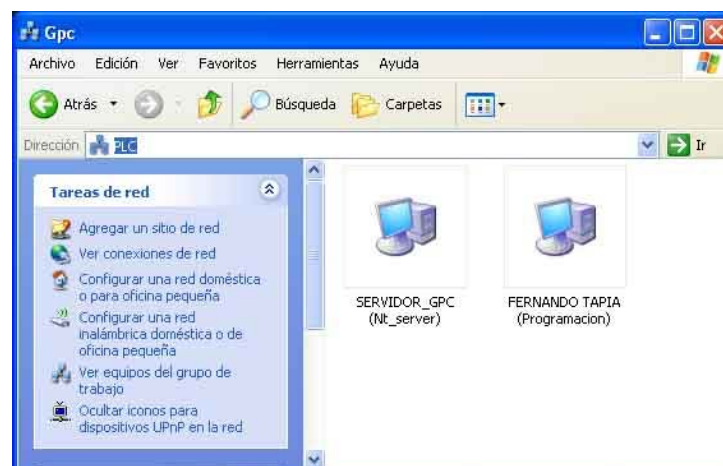 Gpc
Archivo Edición Ver Favoritos Herramientas Ayuda
Atrás Búsqueda Carpetas
Dirección PLC Ir
Tareas de red
Agregar un sitio de red
Ver conexiones de red
Configurar una red doméstica
o para oficina pequeña
Configurar una red
inalámbrica doméstica o de
oficina pequeña
Ver equipos del grupo de
trabajo
Ocultar iconos para
dispositivos UPnP en la red
SERVIDOR_GPC
(Nt_server)
FERNANDO TAPIA
(Programacion)